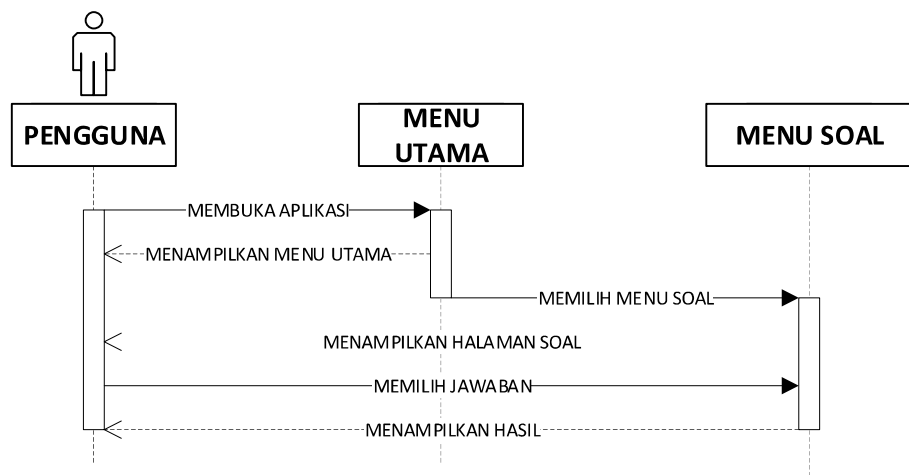 PENGGUNA
MENU
UTAMA
MENU SOAL
MEMBUKA APLIKASI
MENAMPILKAN MENU UTAMA
MEMILIH MENU SOAL
MENAMPILKAN HALAMAN SOAL
MEMILIH JAWABAN
MENAMPILKAN HASIL